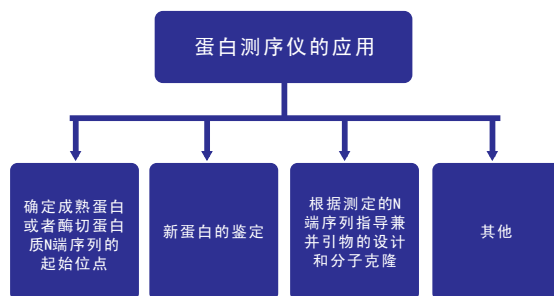 蛋白测序仪的应用
确定成熟蛋白
或者酶切蛋白
质N端序列的
起始位点
新蛋白的鉴定
根据测定的N
端序列指导兼
并引物的设计
和分子克隆
其他